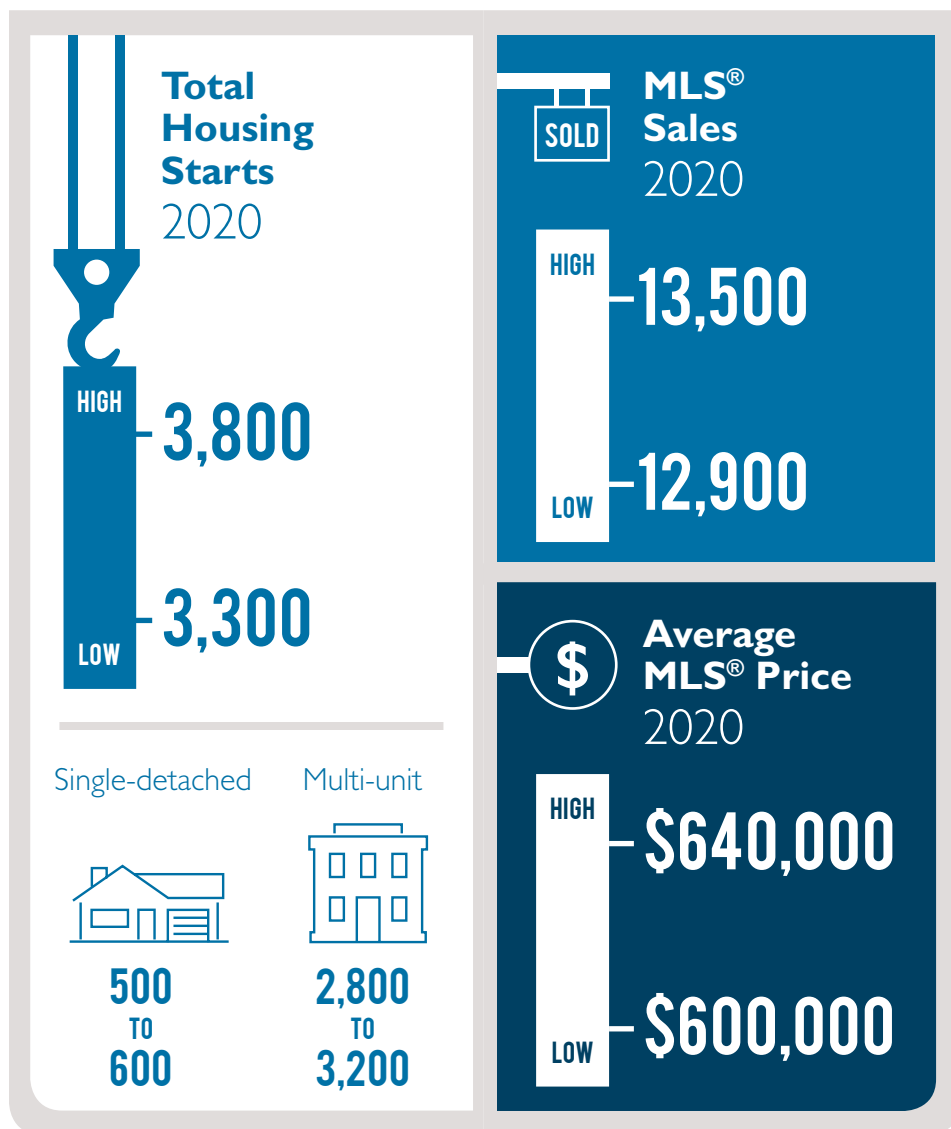 Total
Housing
Starts
2020
HIGH
3,800
3,300
LOW
Single-detached
500
TO
600
Multi-unit
2,800
TO
3,200
SOLD
MLS®
Sales
2020
HIGH
13,500
12,900
LOW
$
Average
MLS® Price
2020
HIGH
$640,000
$600,000
LOW